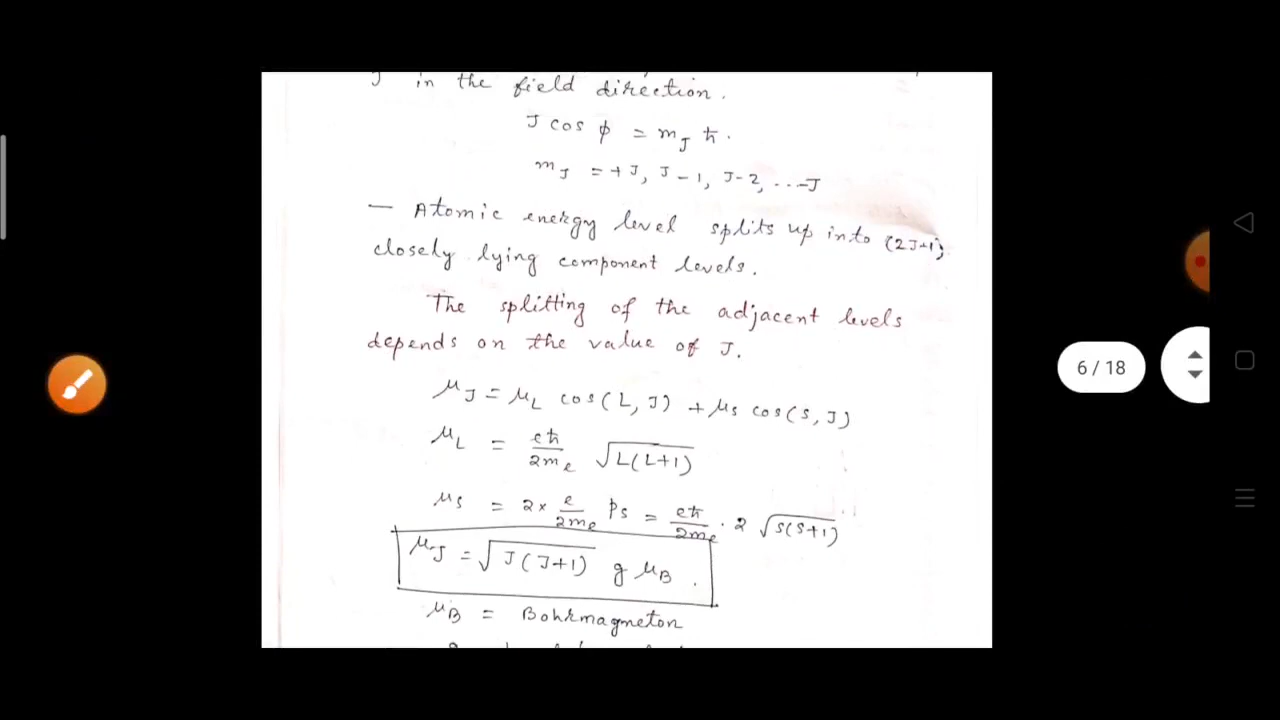 J in the field direction.
J cos ϕ = m_J ħ.
m_J = +J, J-1, J-2, ...-J
— Atomic energy level splits up into (2J+1),
closely lying component levels.
The splitting of the adjacent levels
depends on the value of J.
μ_J = μ_L cos(L, J) + μ_s cos(s, J)
μ_L = eħ/2m_e √L(L+1)
μ_s = 2 × e/2m_e p_s = eħ/2m_e · 2 √s(s+1)
μ_J = √J(J+1) g μ_B .
μ_B = Bohrmagneton
6 / 18